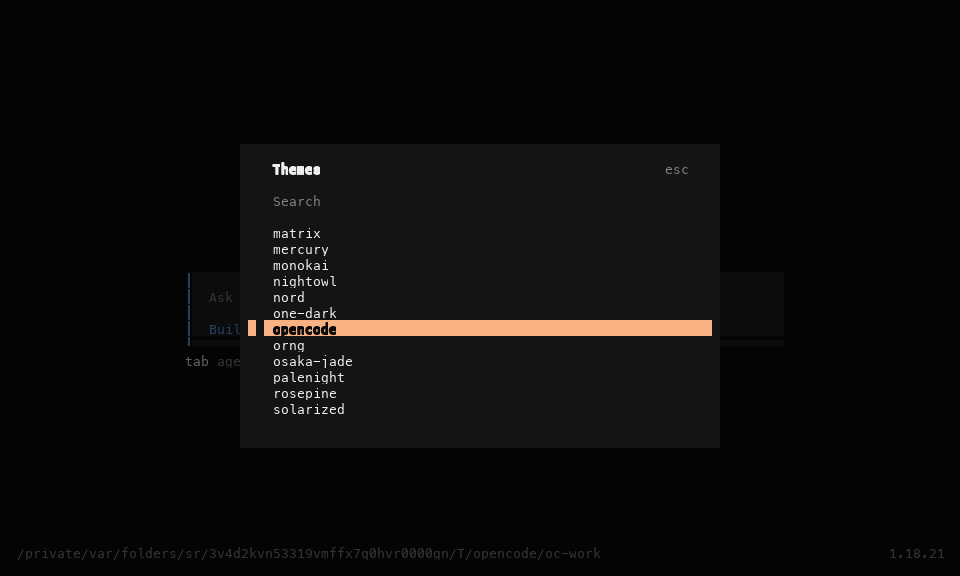 Themes esc
Search
matrix
mercury
monokai
nightowl
Ask
nord
one-dark
Buil
opencode
orng
tab age
osaka-jade
palenight
rosepine
solarized
/private/var/folders/sr/3v4d2kvn53319vmffx7q0hvr0000gn/T/opencode/oc-work 1.18.21